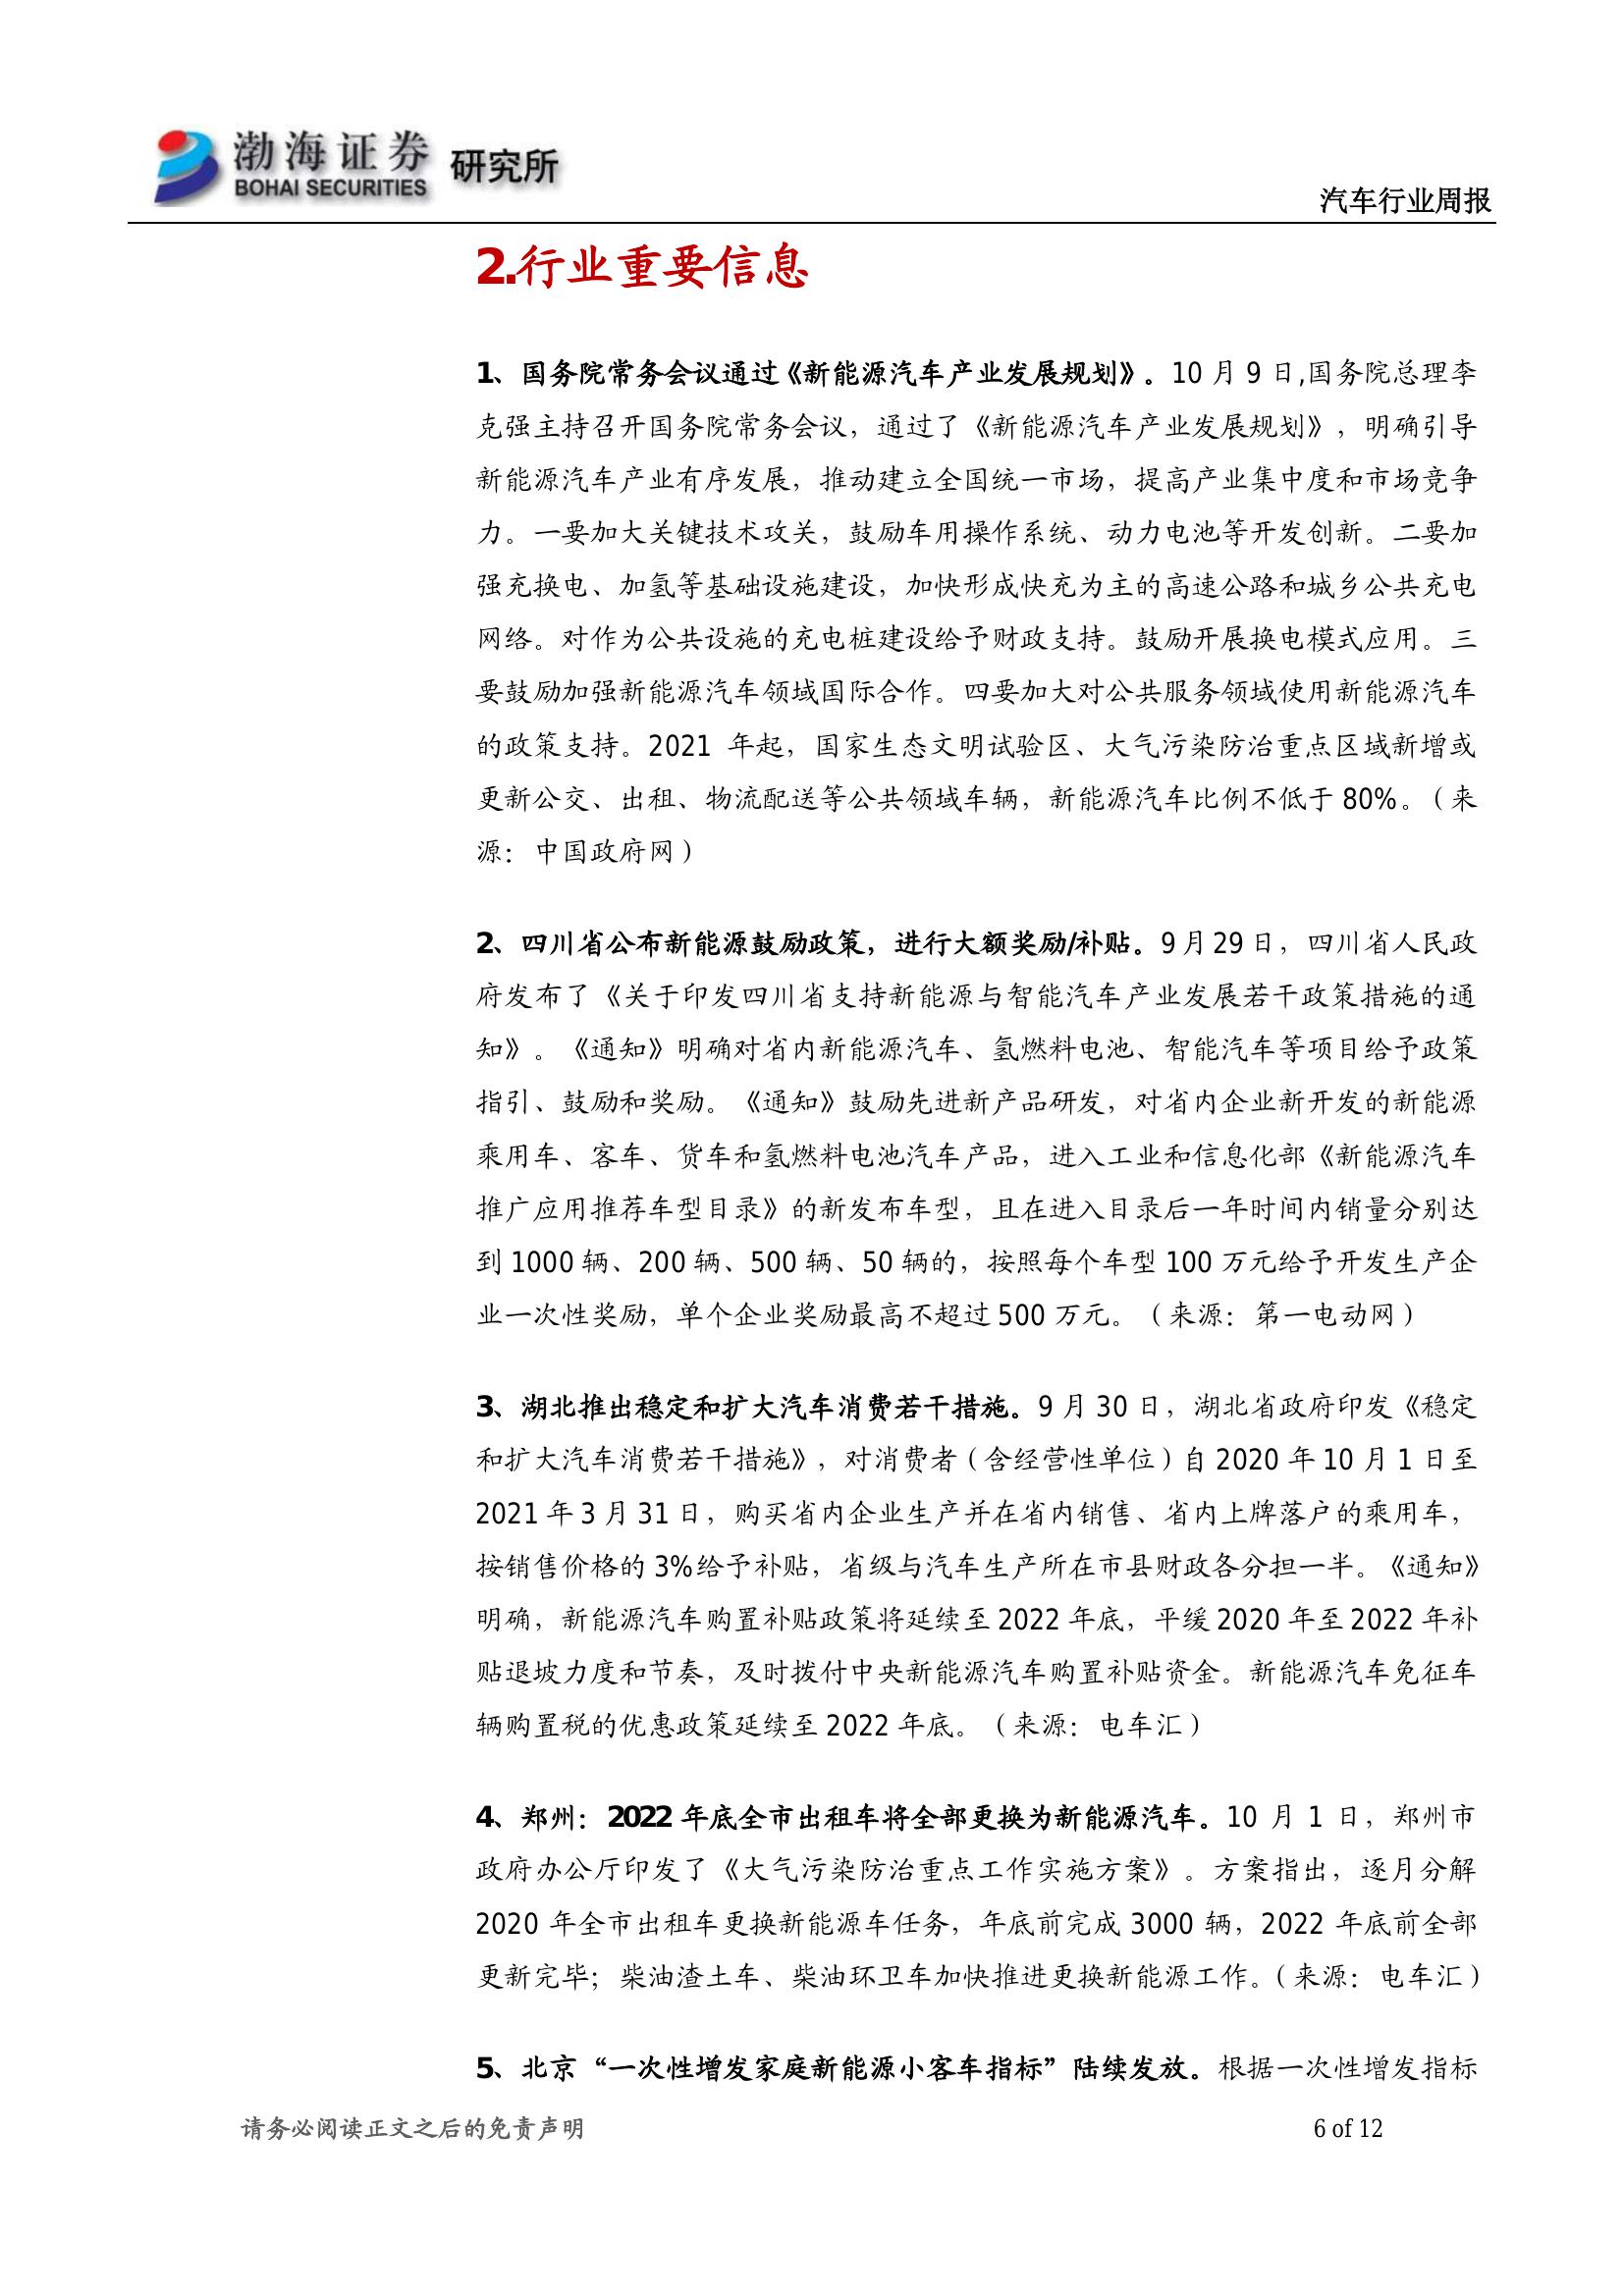 渤海证券 研究所
BOHAI SECURITIES
汽车行业周报
2.行业重要信息
1、国务院常务会议通过《新能源汽车产业发展规划》。10 月 9 日,国务院总理李
克强主持召开国务院常务会议，通过了《新能源汽车产业发展规划》，明确引导
新能源汽车产业有序发展，推动建立全国统一市场，提高产业集中度和市场竞争
力。一要加大关键技术攻关，鼓励车用操作系统、动力电池等开发创新。二要加
强充换电、加氢等基础设施建设，加快形成快充为主的高速公路和城乡公共充电
网络。对作为公共设施的充电桩建设给予财政支持。鼓励开展换电模式应用。三
要鼓励加强新能源汽车领域国际合作。四要加大对公共服务领域使用新能源汽车
的政策支持。2021 年起，国家生态文明试验区、大气污染防治重点区域新增或
更新公交、出租、物流配送等公共领域车辆，新能源汽车比例不低于 80%。（来
源：中国政府网）
2、四川省公布新能源鼓励政策，进行大额奖励/补贴。9 月 29 日，四川省人民政
府发布了《关于印发四川省支持新能源与智能汽车产业发展若干政策措施的通
知》。《通知》明确对省内新能源汽车、氢燃料电池、智能汽车等项目给予政策
指引、鼓励和奖励。《通知》鼓励先进新产品研发，对省内企业新开发的新能源
乘用车、客车、货车和氢燃料电池汽车产品，进入工业和信息化部《新能源汽车
推广应用推荐车型目录》的新发布车型，且在进入目录后一年时间内销量分别达
到 1000 辆、200 辆、500 辆、50 辆的，按照每个车型 100 万元给予开发生产企
业一次性奖励，单个企业奖励最高不超过 500 万元。（来源：第一电动网）
3、湖北推出稳定和扩大汽车消费若干措施。9 月 30 日，湖北省政府印发《稳定
和扩大汽车消费若干措施》，对消费者（含经营性单位）自 2020 年 10 月 1 日至
2021 年 3 月 31 日，购买省内企业生产并在省内销售、省内上牌落户的乘用车，
按销售价格的 3%给予补贴，省级与汽车生产所在市县财政各分担一半。《通知》
明确，新能源汽车购置补贴政策将延续至 2022 年底，平缓 2020 年至 2022 年补
贴退坡力度和节奏，及时拨付中央新能源汽车购置补贴资金。新能源汽车免征车
辆购置税的优惠政策延续至 2022 年底。（来源：电车汇）
4、郑州：2022 年底全市出租车将全部更换为新能源汽车。10 月 1 日，郑州市
政府办公厅印发了《大气污染防治重点工作实施方案》。方案指出，逐月分解
2020 年全市出租车更换新能源车任务，年底前完成 3000 辆，2022 年底前全部
更新完毕；柴油渣土车、柴油环卫车加快推进更换新能源工作。（来源：电车汇）
5、北京“一次性增发家庭新能源小客车指标”陆续发放。根据一次性增发指标
请务必阅读正文之后的免责声明
6 of 12